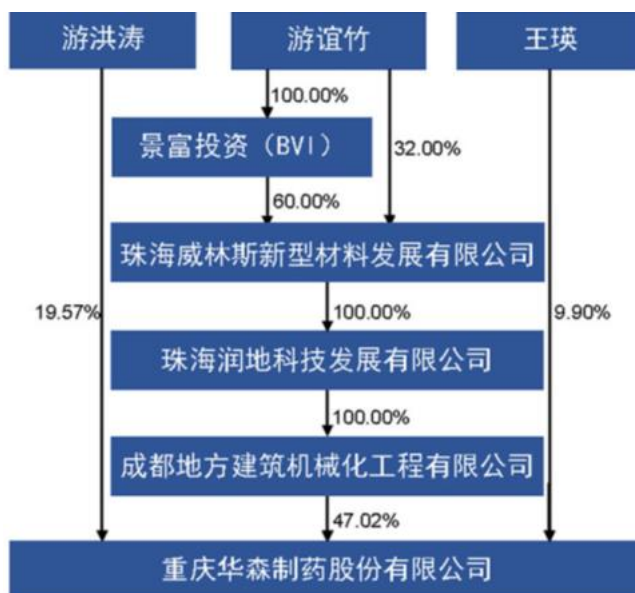 游洪涛
游谊竹
王瑛
100.00%
景富投资（BVI）
32.00%
60.00%
珠海威林斯新型材料发展有限公司
19.57%
100.00%
9.90%
珠海润地科技发展有限公司
100.00%
成都地方建筑机械化工程有限公司
47.02%
重庆华森制药股份有限公司